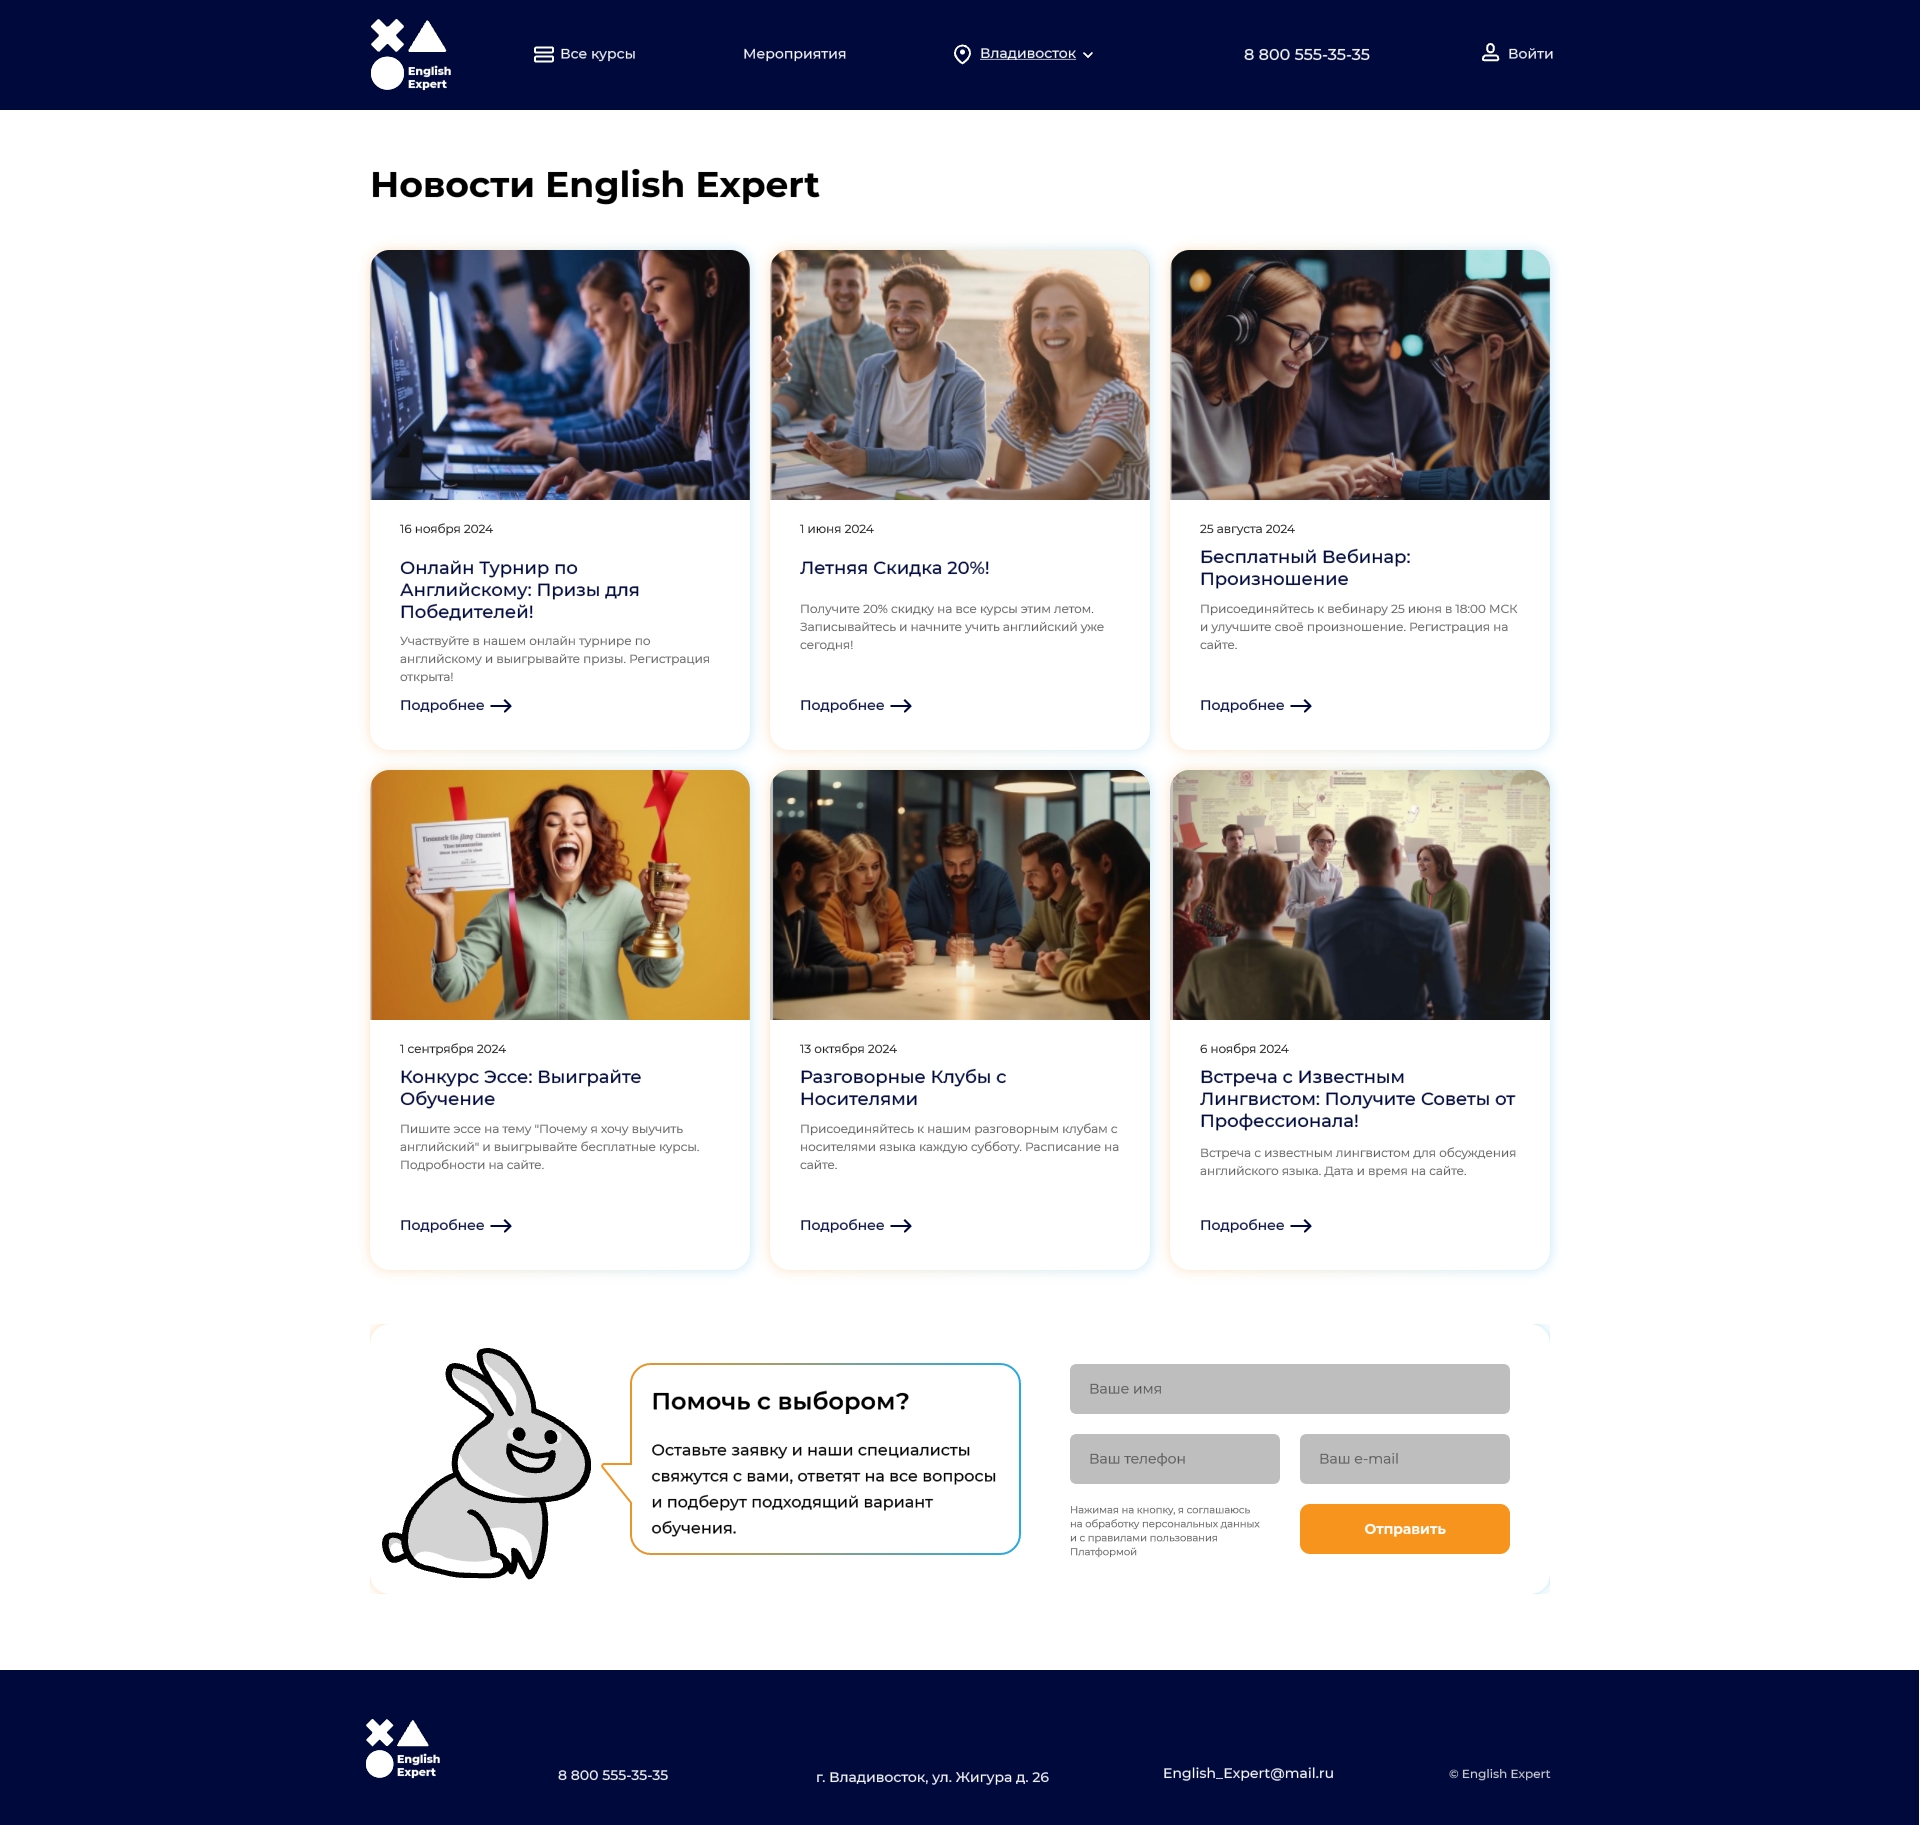 English
Expert
Все курсы
Мероприятия
Владивосток
8 800 555-35-35
Войти
Новости English Expert
16 ноября 2024
Онлайн Турнир по
Английскому: Призы для
Победителей!
Участвуйте в нашем онлайн турнире по
английскому и выигрывайте призы. Регистрация
открыта!
Подробнее
1 июня 2024
Летняя Скидка 20%!
Получите 20% скидку на все курсы этим летом.
Записывайтесь и начните учить английский уже
сегодня!
Подробнее
25 августа 2024
Бесплатный Вебинар:
Произношение
Присоединяйтесь к вебинару 25 июня в 18:00 МСК
и улучшите своё произношение. Регистрация на
сайте.
Подробнее
1 сентрября 2024
Конкурс Эссе: Выиграйте
Обучение
Пишите эссе на тему "Почему я хочу выучить
английский" и выигрывайте бесплатные курсы.
Подробности на сайте.
Подробнее
13 октября 2024
Разговорные Клубы с
Носителями
Присоединяйтесь к нашим разговорным клубам с
носителями языка каждую субботу. Расписание на
сайте.
Подробнее
6 ноября 2024
Встреча с Известным
Лингвистом: Получите Советы от
Профессионала!
Встреча с известным лингвистом для обсуждения
английского языка. Дата и время на сайте.
Подробнее
Помочь с выбором?
Оставьте заявку и наши специалисты
свяжутся с вами, ответят на все вопросы
и подберут подходящий вариант
обучения.
Ваше имя
Ваш телефон
Ваш e-mail
Нажимая на кнопку, я соглашаюсь
на обработку персональных данных
и с правилами пользования
Платформой
Отправить
English
Expert
8 800 555-35-35
г. Владивосток, ул. Жигура д. 26
English_Expert@mail.ru
© English Expert